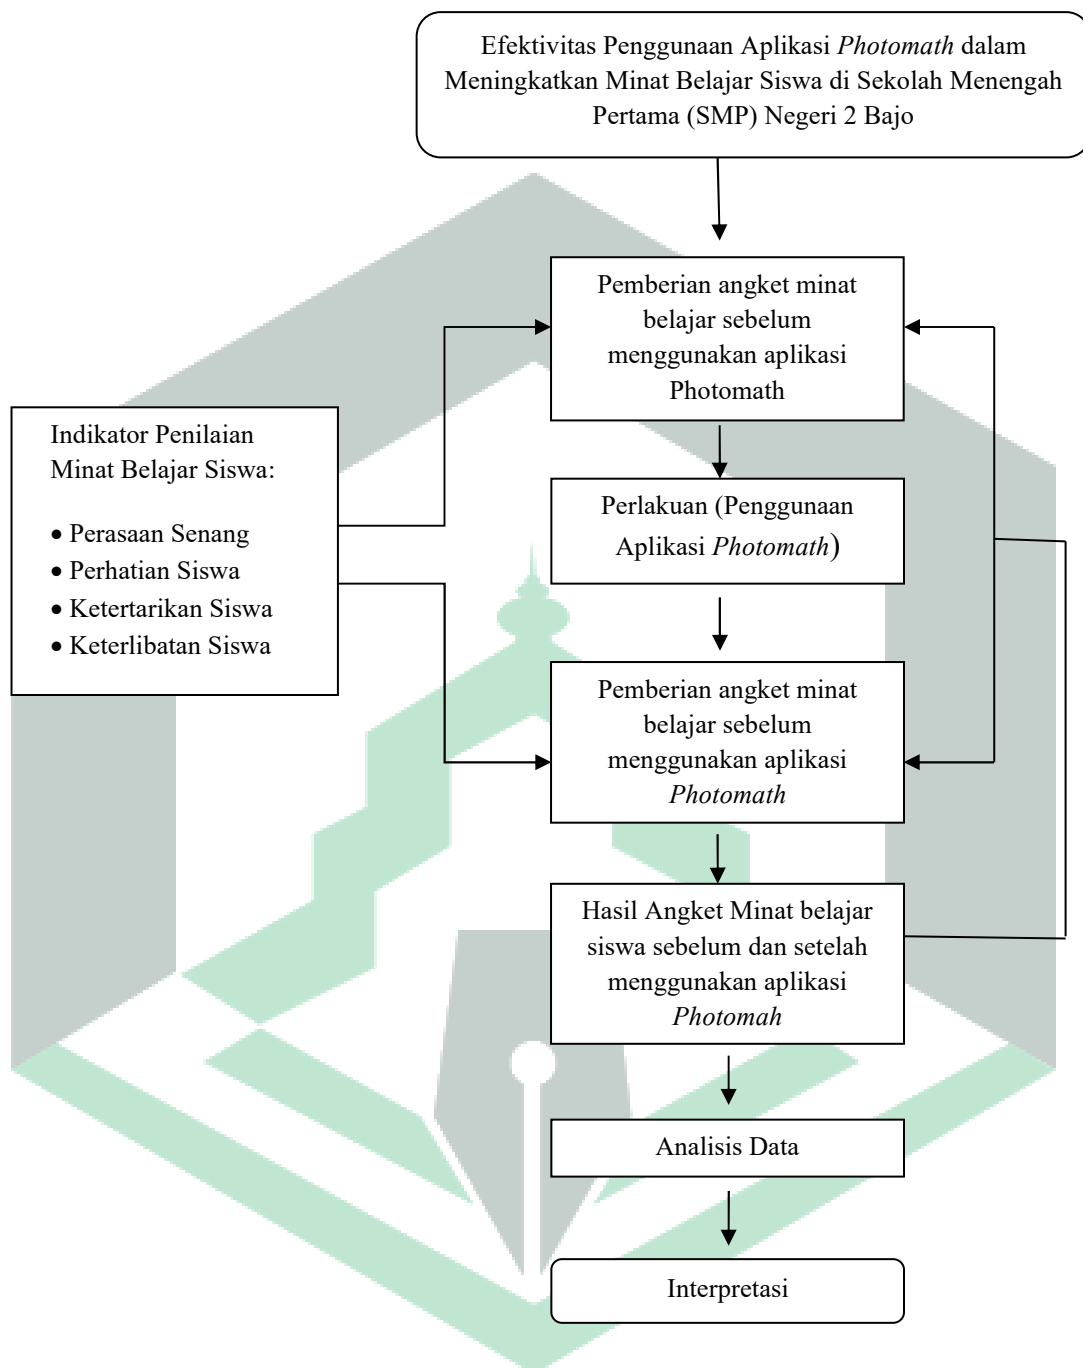 Efektivitas Penggunaan Aplikasi Photomath dalam
Meningkatkan Minat Belajar Siswa di Sekolah Menengah
Pertama (SMP) Negeri 2 Bajo
Pemberian angket minat
belajar sebelum
menggunakan aplikasi
Photomath
Indikator Penilaian
Minat Belajar Siswa:
• Perasaan Senang
• Perhatian Siswa
• Ketertarikan Siswa
• Keterlibatan Siswa
Perlakuan (Penggunaan
Aplikasi Photomath)
Pemberian angket minat
belajar sebelum
menggunakan aplikasi
Photomath
Hasil Angket Minat belajar
siswa sebelum dan setelah
menggunakan aplikasi
Photomah
Analisis Data
Interpretasi